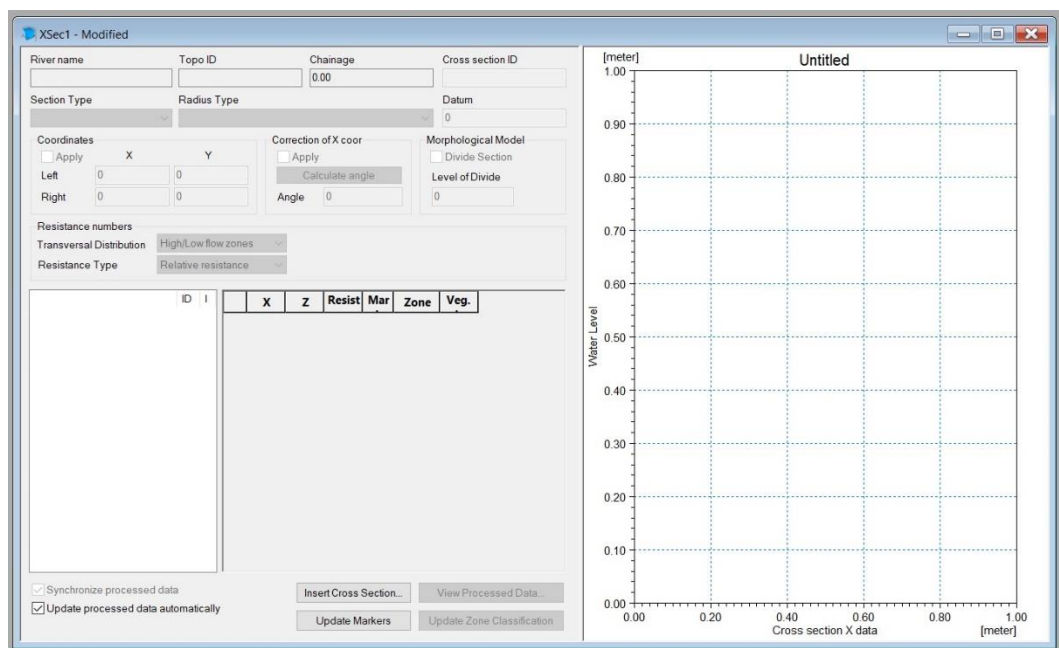 XSec1 - Modified
River name Topo ID Chainage Cross section ID
0.00
Section Type Radius Type Datum
0
Coordinates Correction of X coor Morphological Model
Apply X Y Apply Divide Section
Left 0 0 Calculate angle Level of Divide
Right 0 0 Angle 0 0
Resistance numbers
Transversal Distribution High/Low flow zones
Resistance Type Relative resistance
ID I X Z Resist Mar Zone Veg.
Synchronize processed data Insert Cross Section... View Processed Data...
Update processed data automatically
Update Markers Update Zone Classification
[meter] Untitled
1.00
0.90
0.80
0.70
0.60
Water Level
0.50
0.40
0.30
0.20
0.10
0.00
0.00 0.20 0.40 0.60 0.80 1.00
Cross section X data [meter]